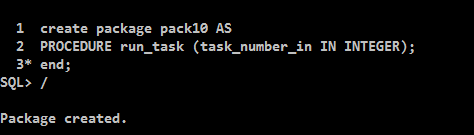 1 create package pack10 AS
2 PROCEDURE run_task (task_number_in IN INTEGER);
3* end;
SQL> /
Package created.